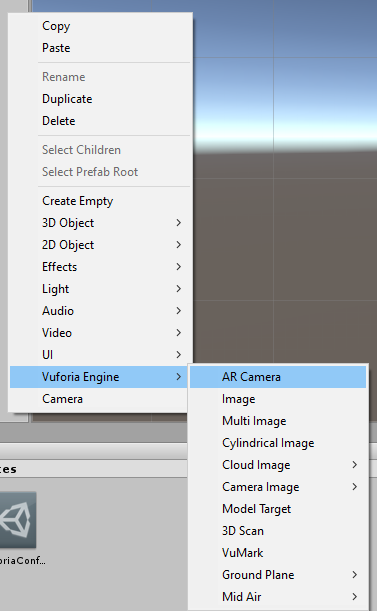 Copy
Paste
Rename
Duplicate
Delete
Select Children
Select Prefab Root
Create Empty
3D Object
2D Object
Effects
Light
Audio
Video
UI
Vuforia Engine
Camera
AR Camera
Image
Multi Image
Cylindrical Image
Cloud Image
Camera Image
Model Target
3D Scan
VuMark
Ground Plane
Mid Air
tes
oriaConf...